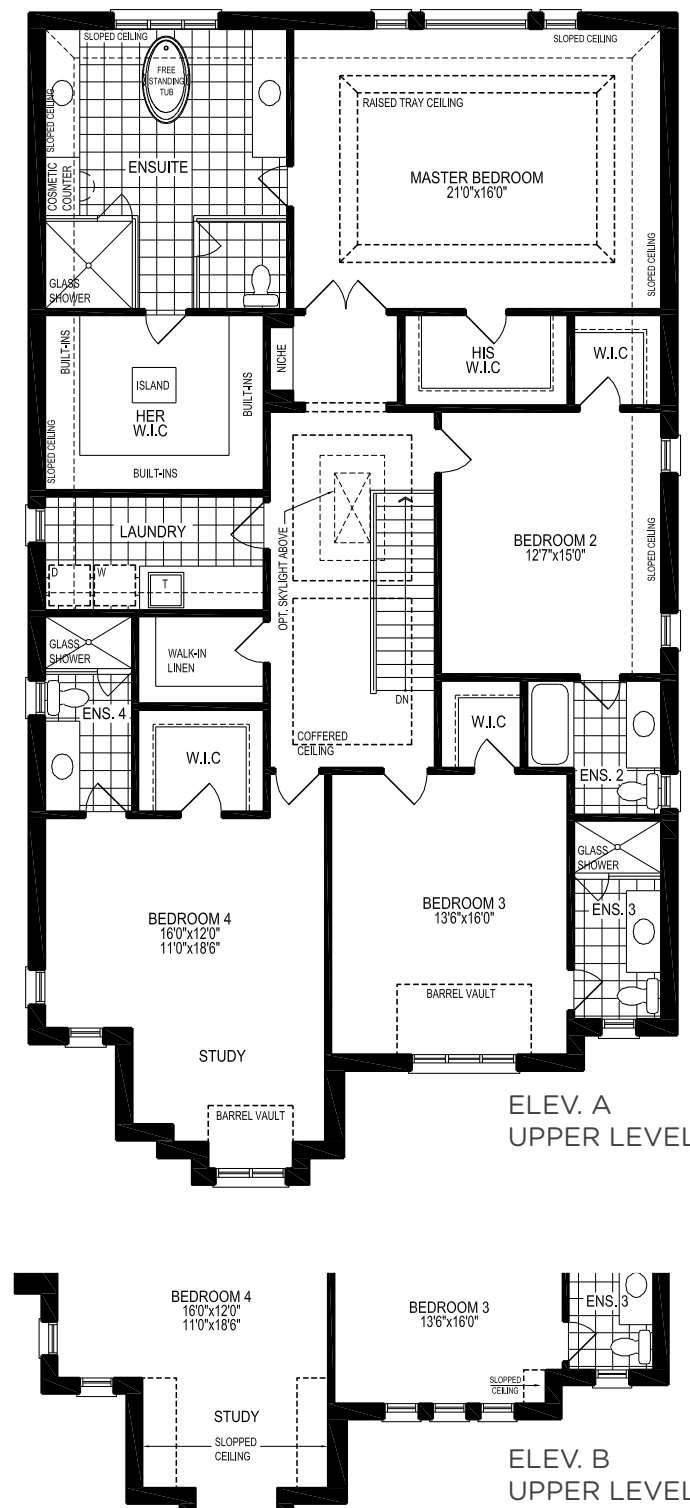 SLOPED CEILING
SLOPED CEILING
FREE
STANDING
TUB
SLOPED CEILING
RAISED TRAY CEILING
ENSUITE
MASTER BEDROOM
21'0"x16'0"
COSMETIC
COUNTER
SLOPED CEILING
GLASS
SHOWER
BUILT-INS
NICHE
HIS
W.I.C
W.I.C
ISLAND
BUILT-INS
HER
W.I.C
SLOPED CEILING
BUILT-INS
LAUNDRY
BEDROOM 2
12'7"x15'0"
SLOPED CEILING
OPT. SKYLIGHT ABOVE
D
W
T
GLASS
SHOWER
WALK-IN
LINEN
ENS. 4
DN
W.I.C
W.I.C
COFFERED
CEILING
ENS. 2
GLASS
SHOWER
BEDROOM 4
16'0"x12'0"
11'0"x18'6"
BEDROOM 3
13'6"x16'0"
ENS. 3
BARREL VAULT
STUDY
BARREL VAULT
ELEV. A
UPPER LEVEL
BEDROOM 4
16'0"x12'0"
11'0"x18'6"
BEDROOM 3
13'6"x16'0"
ENS. 3
SLOPPED
CEILING
STUDY
SLOPPED
CEILING
ELEV. B
UPPER LEVEL